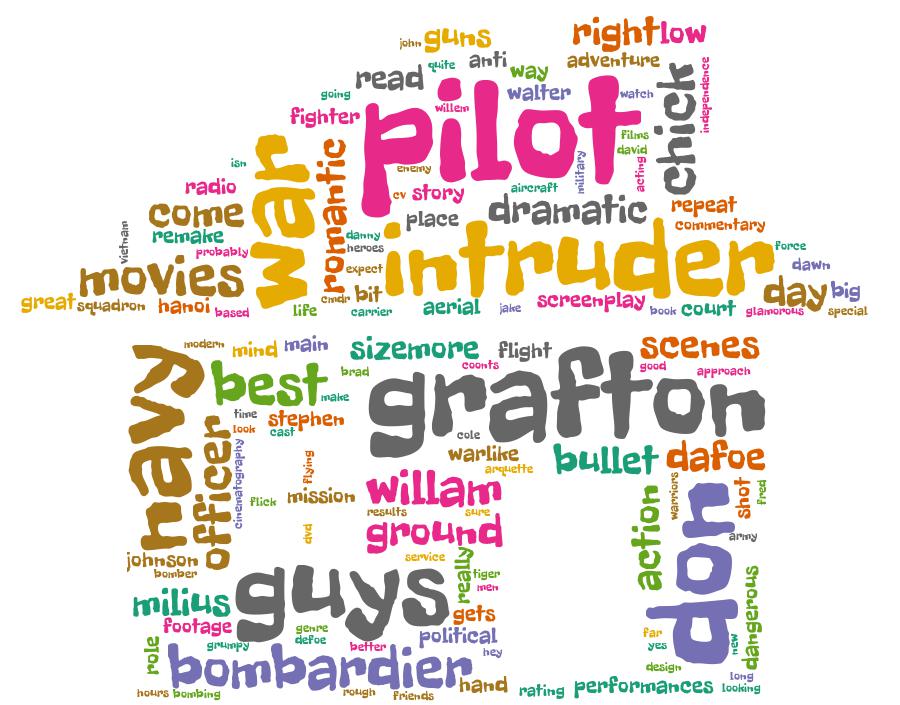 john guns
right low
quite anti
adventure
read
way
going
walter
watch
willem
chick
independence
fighter
pilot
films
david
isn
war
romantic
enemy
military
acting
radio
cv story
aircraft
come
place
dramatic
repeat
commentary
vietnam
remake
danny
heroes
probably
intruder
force
dawn
movies
expect
great squadron hanoi based
life
cmdr bit
carrier
aerial
jake
screenplay
book court
glamorous
day big
special
navy
modern
mind main
sizemore flight
scenes
best
make
brad
coonts
good
approach
grafton
time
look
stephen
cast
officer
cinematography
cole
warlike
arquette
bullet dafoe
flying
flick
mission
willam
results
sure
ground
dvd
service
action
warriors
don
shot
fred
army
johnson
bomber
guys
really
tiger
men
milius
footage
genre
defoe
grumpy
better
gets
political
hey
role
bombardier
hours bombing
rough
friends
hand
far
yes
new
dangerous
design
long
rating performances looking